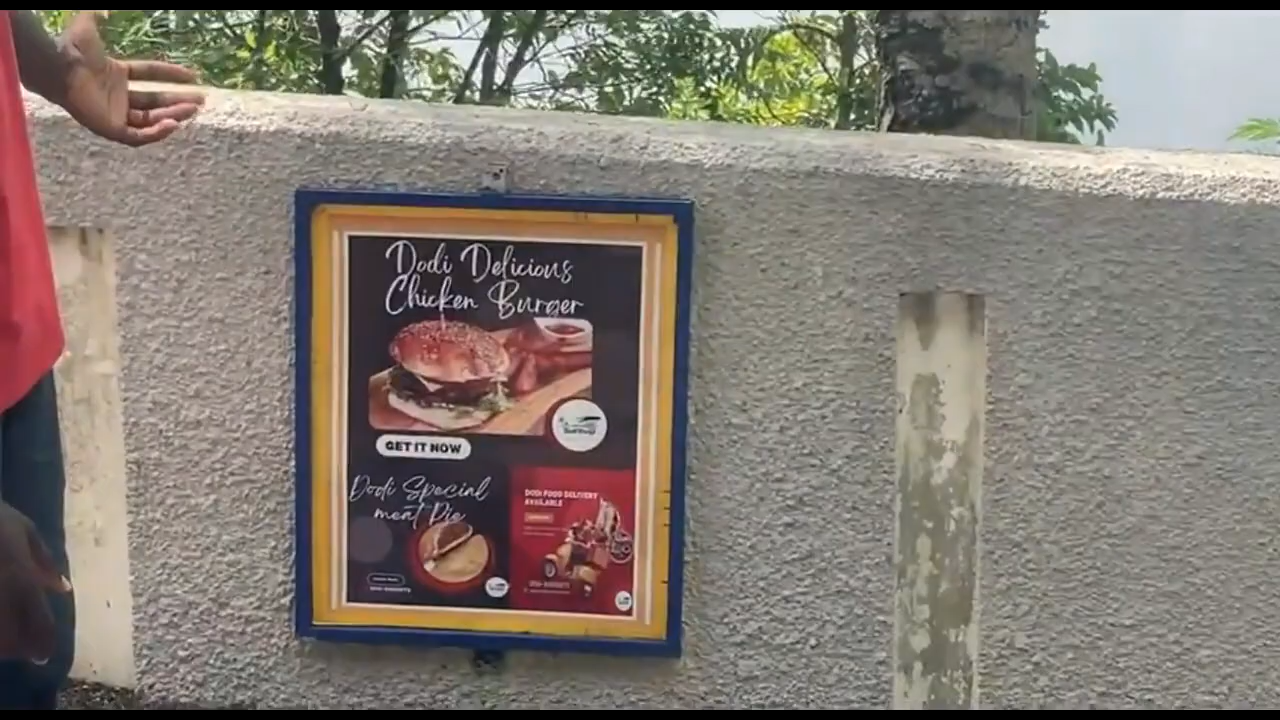 Dodi Delicious
Chicken Burger
GET IT NOW
Dodi Special
meat Pie
DODI FOOD DELIVERY
AVAILABLE